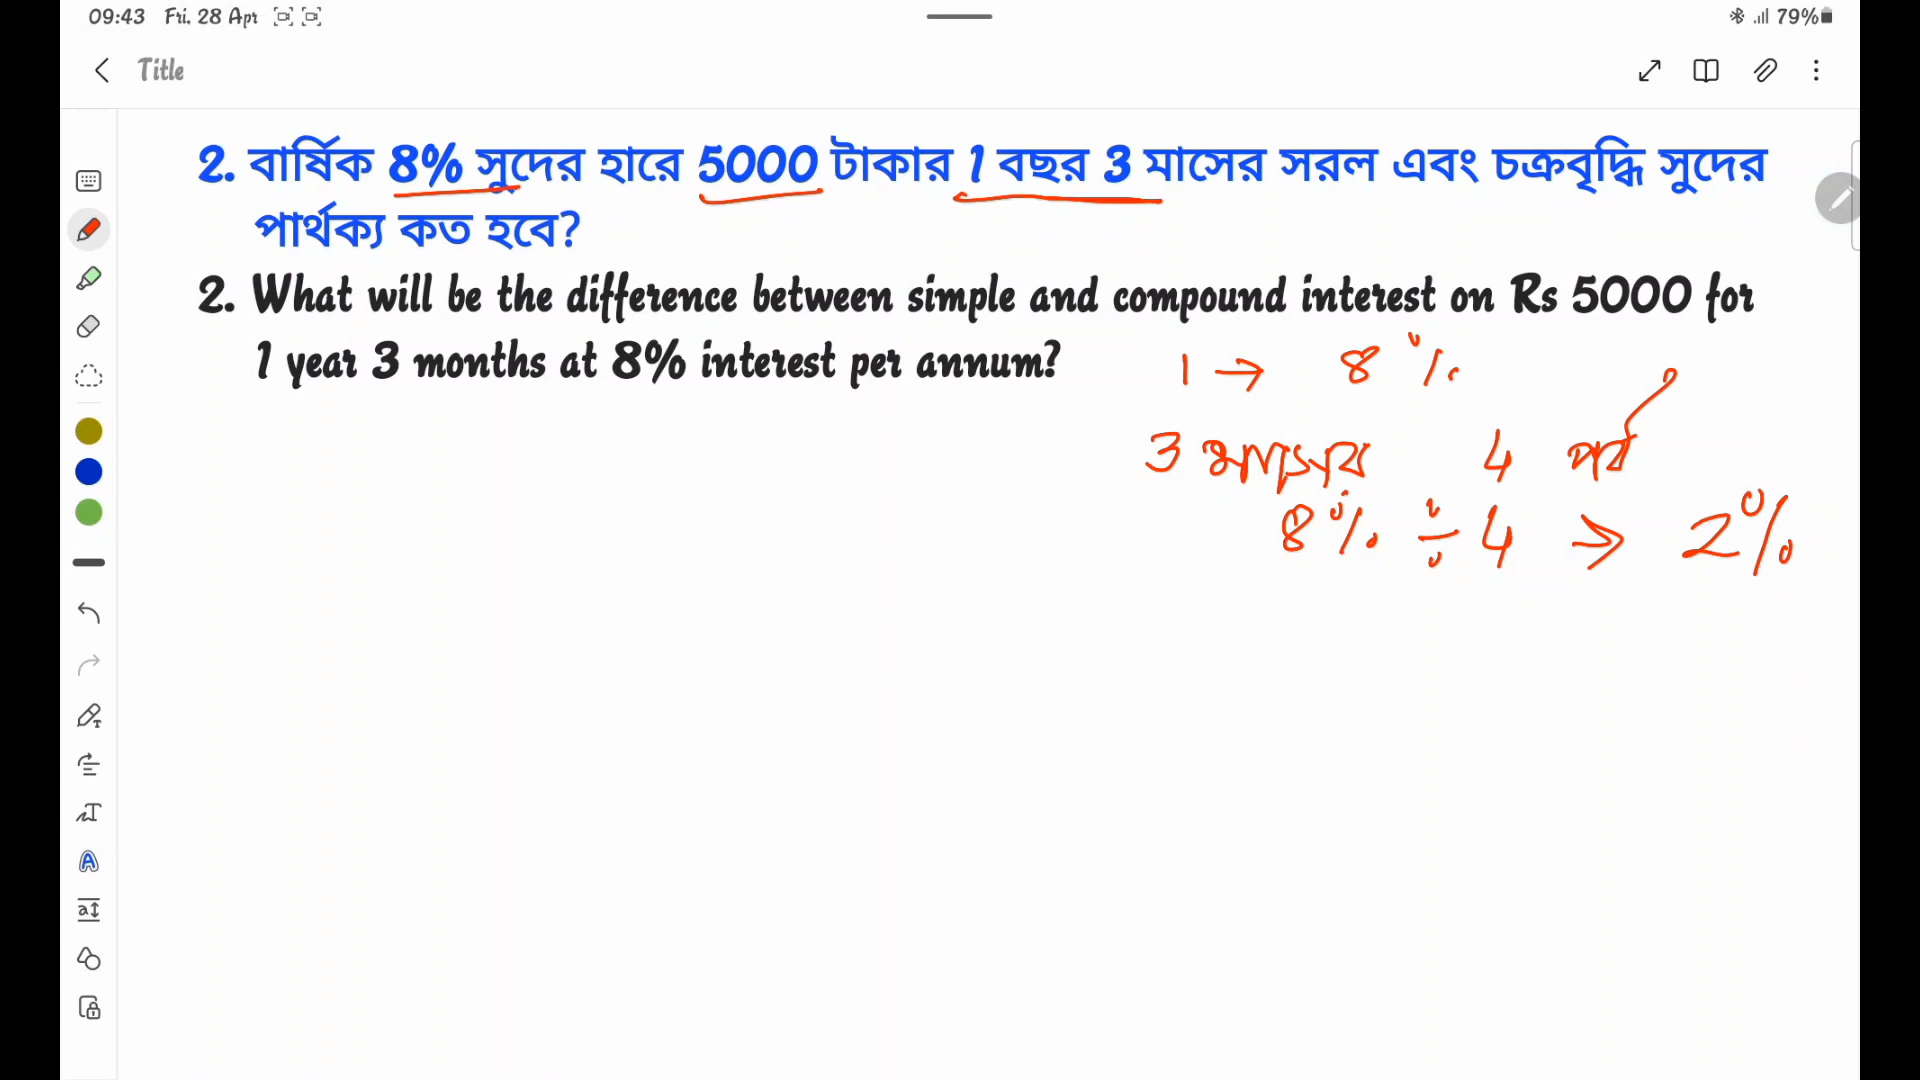 09:43 Fri. 28 Apr 79%
Title
2. বার্ষিক 8% সুদের হারে 5000 টাকার 1 বছর 3 মাসের সরল এবং চক্রবৃদ্ধি সুদের
পার্থক্য কত হবে?
2. What will be the difference between simple and compound interest on Rs 5000 for
1 year 3 months at 8% interest per annum?
1 → 8%
3 4 পর্ব
8% ÷ 4 → 2%